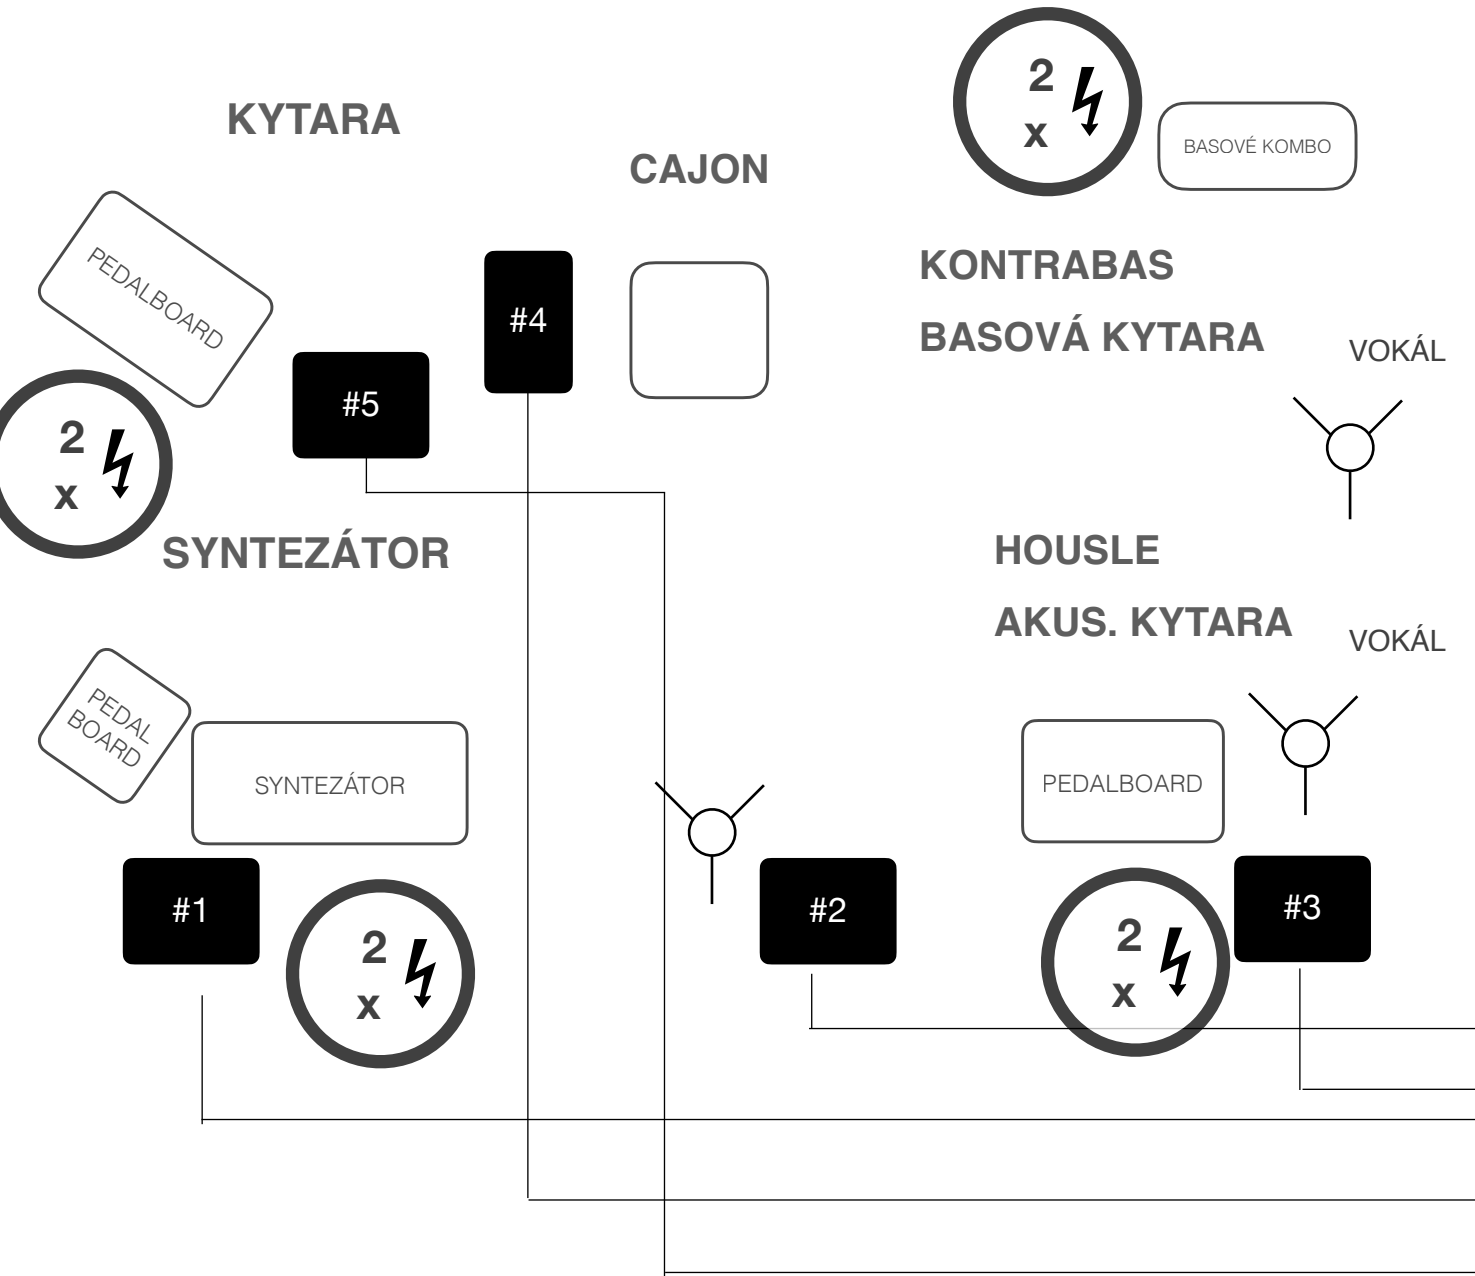 2
x
BASOVÉ KOMBO
KYTARA
CAJON
PEDALBOARD
#4
KONTRABAS
BASOVÁ KYTARA
VOKÁL
#5
2
x
SYNTEZÁTOR
HOUSLE
AKUS. KYTARA
VOKÁL
PEDAL
BOARD
SYNTEZÁTOR
PEDALBOARD
#1
2
x
#2
2
x
#3